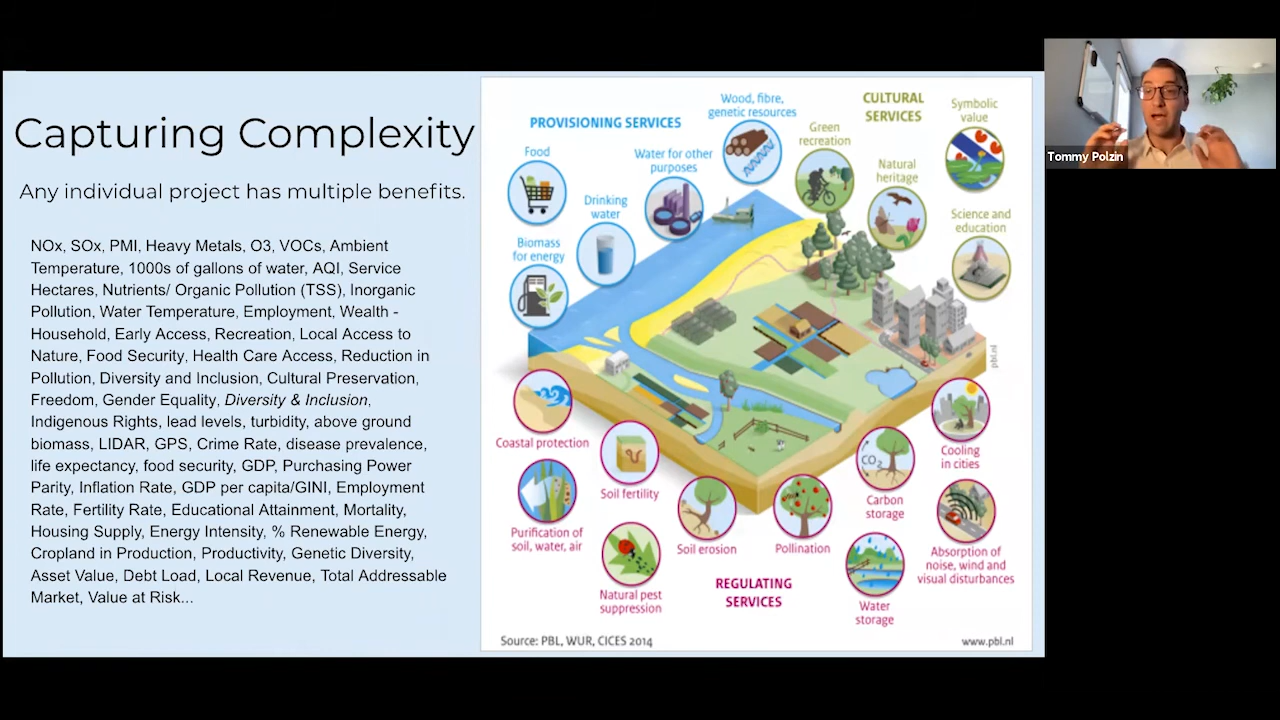 Capturing Complexity
Any individual project has multiple benefits.
NOx, SOx, PMI, Heavy Metals, O3, VOCs, Ambient
Temperature, 1000s of gallons of water, AQI, Service
Hectares, Nutrients/ Organic Pollution (TSS), Inorganic
Pollution, Water Temperature, Employment, Wealth -
Household, Early Access, Recreation, Local Access to
Nature, Food Security, Health Care Access, Reduction in
Pollution, Diversity and Inclusion, Cultural Preservation,
Freedom, Gender Equality, Diversity & Inclusion,
Indigenous Rights, lead levels, turbidity, above ground
biomass, LIDAR, GPS, Crime Rate, disease prevalence,
life expectancy, food security, GDP, Purchasing Power
Parity, Inflation Rate, GDP per capita/GINI, Employment
Rate, Fertility Rate, Educational Attainment, Mortality,
Housing Supply, Energy Intensity, % Renewable Energy,
Cropland in Production, Productivity, Genetic Diversity,
Asset Value, Debt Load, Local Revenue, Total Addressable
Market, Value at Risk...
PROVISIONING SERVICES
Food
Drinking
water
Biomass
for energy
Water for other
purposes
Wood, fibre,
genetic resources
CULTURAL
SERVICES
Green
recreation
Natural
heritage
Symbolic
value
Science and
education
pbl.nl
Coastal protection
Soil fertility
Purification of
soil, water, air
Natural pest
suppression
Soil erosion
Pollination
REGULATING
SERVICES
CO2
Carbon
storage
Water
storage
Cooling
in cities
Absorption of
noise, wind and
visual disturbances
Source: PBL, WUR, CICES 2014
www.pbl.nl
Tommy Polzin